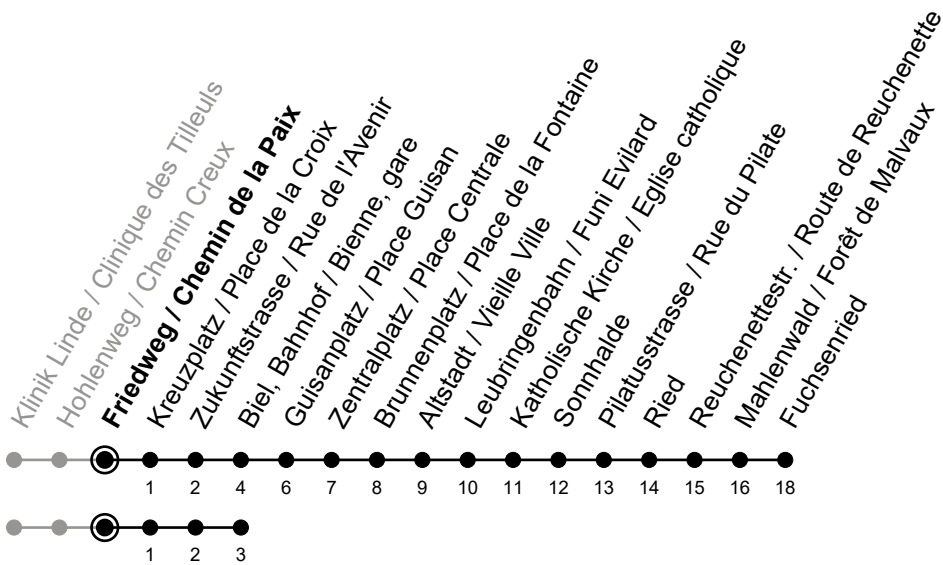 Klinik Linde / Clinique des Tilleuls
Hohlenweg / Chemin Creux
Friedweg / Chemin de la Paix
Kreuzplatz / Place de la Croix
Zukunftstrasse / Rue de l'Avenir
Biel, Bahnhof / Bienne, gare
Guisanplatz / Place Guisan
Zentralplatz / Place Centrale
Brunnenplatz / Place de la Fontaine
Altstadt / Vieille Ville
Leubringenbahn / Funi Evilard
Katholische Kirche / Eglise catholique
Sonnhalde
Pilatusstrasse / Rue du Pilate
Ried
Reuchenettestr. / Route de Reuchenette
Mahlenwald / Forêt de Malvaux
Fuchsenried
1 2 4 6 7 8 9 10 11 12 13 14 15 16 18
1 2 3